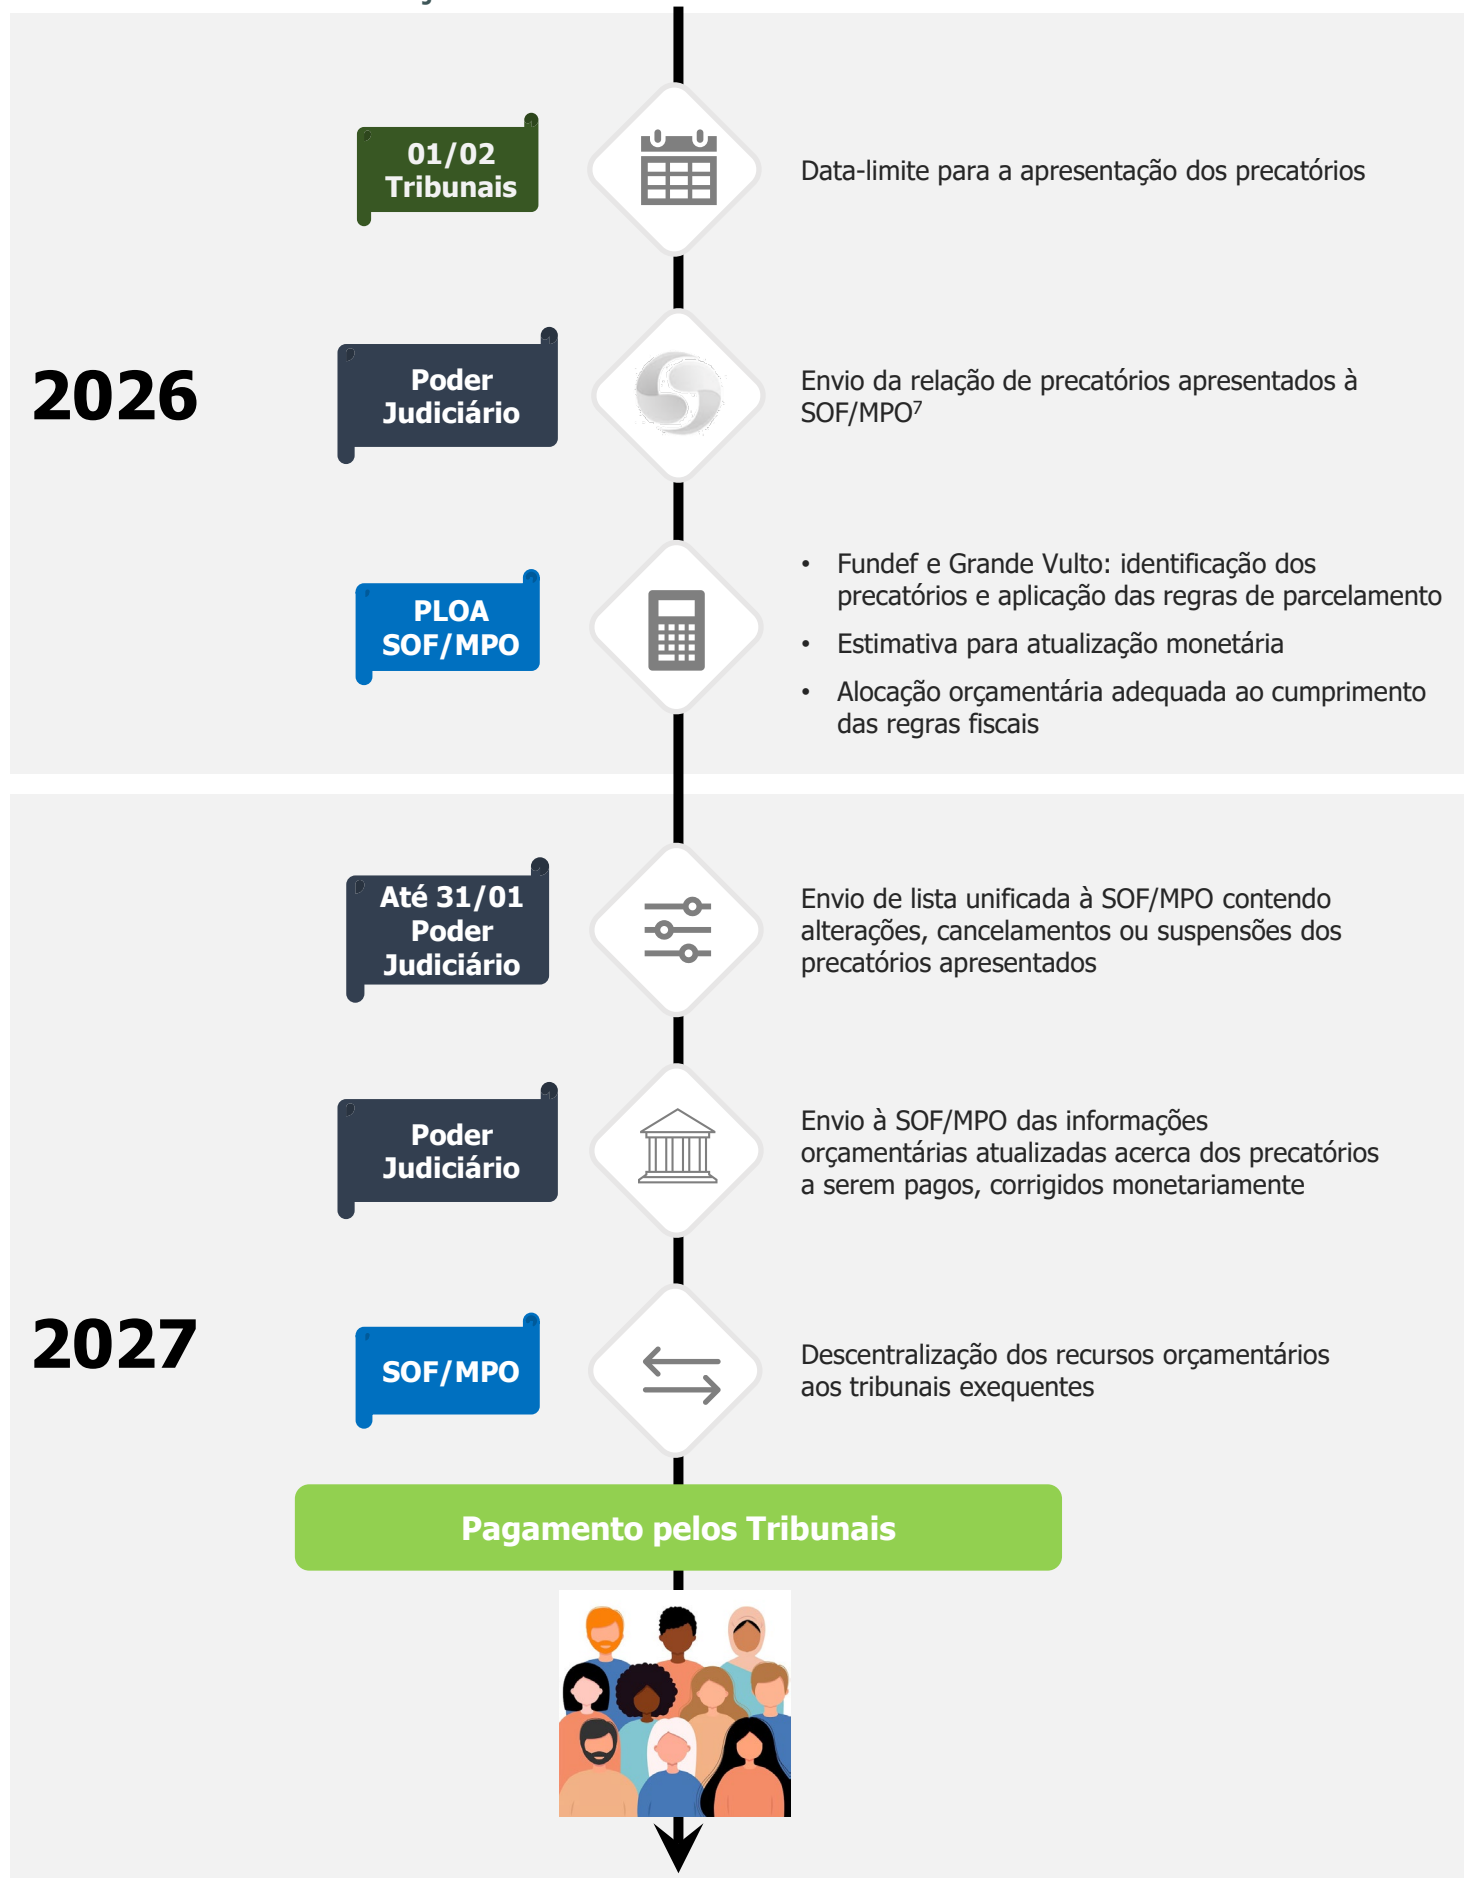 01/02
Tribunais
Data-limite para a apresentação dos precatórios
2026
Poder
Judiciário
Envio da relação de precatórios apresentados à
SOF/MPO⁷
PLOA
SOF/MPO
• Fundef e Grande Vulto: identificação dos
precatórios e aplicação das regras de parcelamento
• Estimativa para atualização monetária
• Alocação orçamentária adequada ao cumprimento
das regras fiscais
Até 31/01
Poder
Judiciário
Envio de lista unificada à SOF/MPO contendo
alterações, cancelamentos ou suspensões dos
precatórios apresentados
Poder
Judiciário
Envio à SOF/MPO das informações
orçamentárias atualizadas acerca dos precatórios
a serem pagos, corrigidos monetariamente
2027
SOF/MPO
Descentralização dos recursos orçamentários
aos tribunais exequentes
Pagamento pelos Tribunais